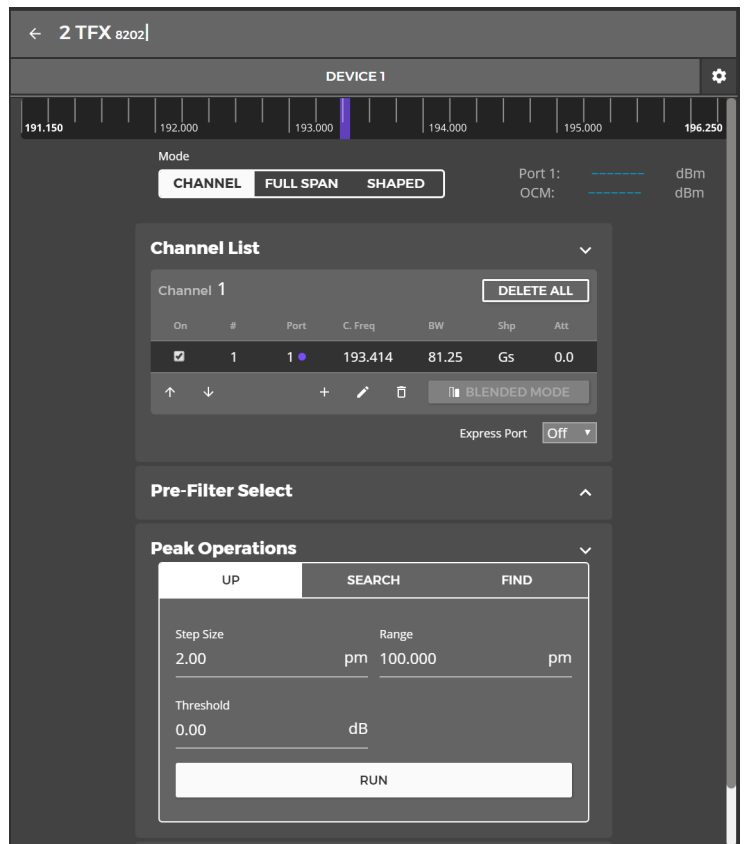 2 TFX 8202
DEVICE 1
191.150 192.000 193.000 194.000 195.000 196.250
Mode
CHANNEL FULL SPAN SHAPED
Port 1: ------- dBm
OCM: ------- dBm
Channel List
Channel 1 DELETE ALL
On # Port C. Freq BW Shp Att
1 1 193.414 81.25 Gs 0.0
BLENDED MODE
Express Port Off
Pre-Filter Select
Peak Operations
UP SEARCH FIND
Step Size Range
2.00 pm 100.000 pm
Threshold
0.00 dB
RUN